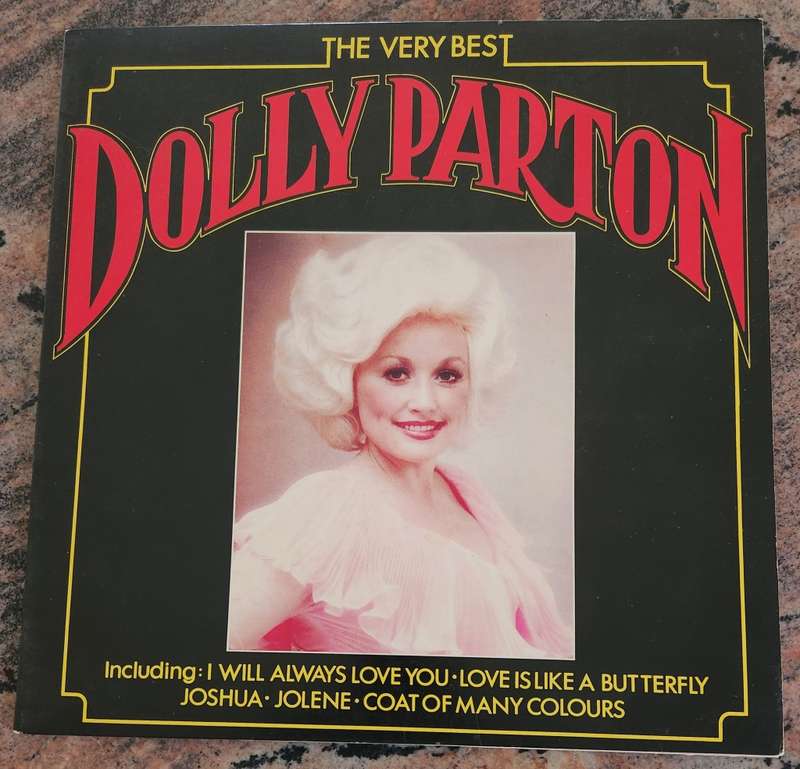 THE VERY BEST
DOLLY PARTON
Including: I WILL ALWAYS LOVE YOU · LOVE IS LIKE A BUTTERFLY
JOSHUA · JOLENE · COAT OF MANY COLOURS